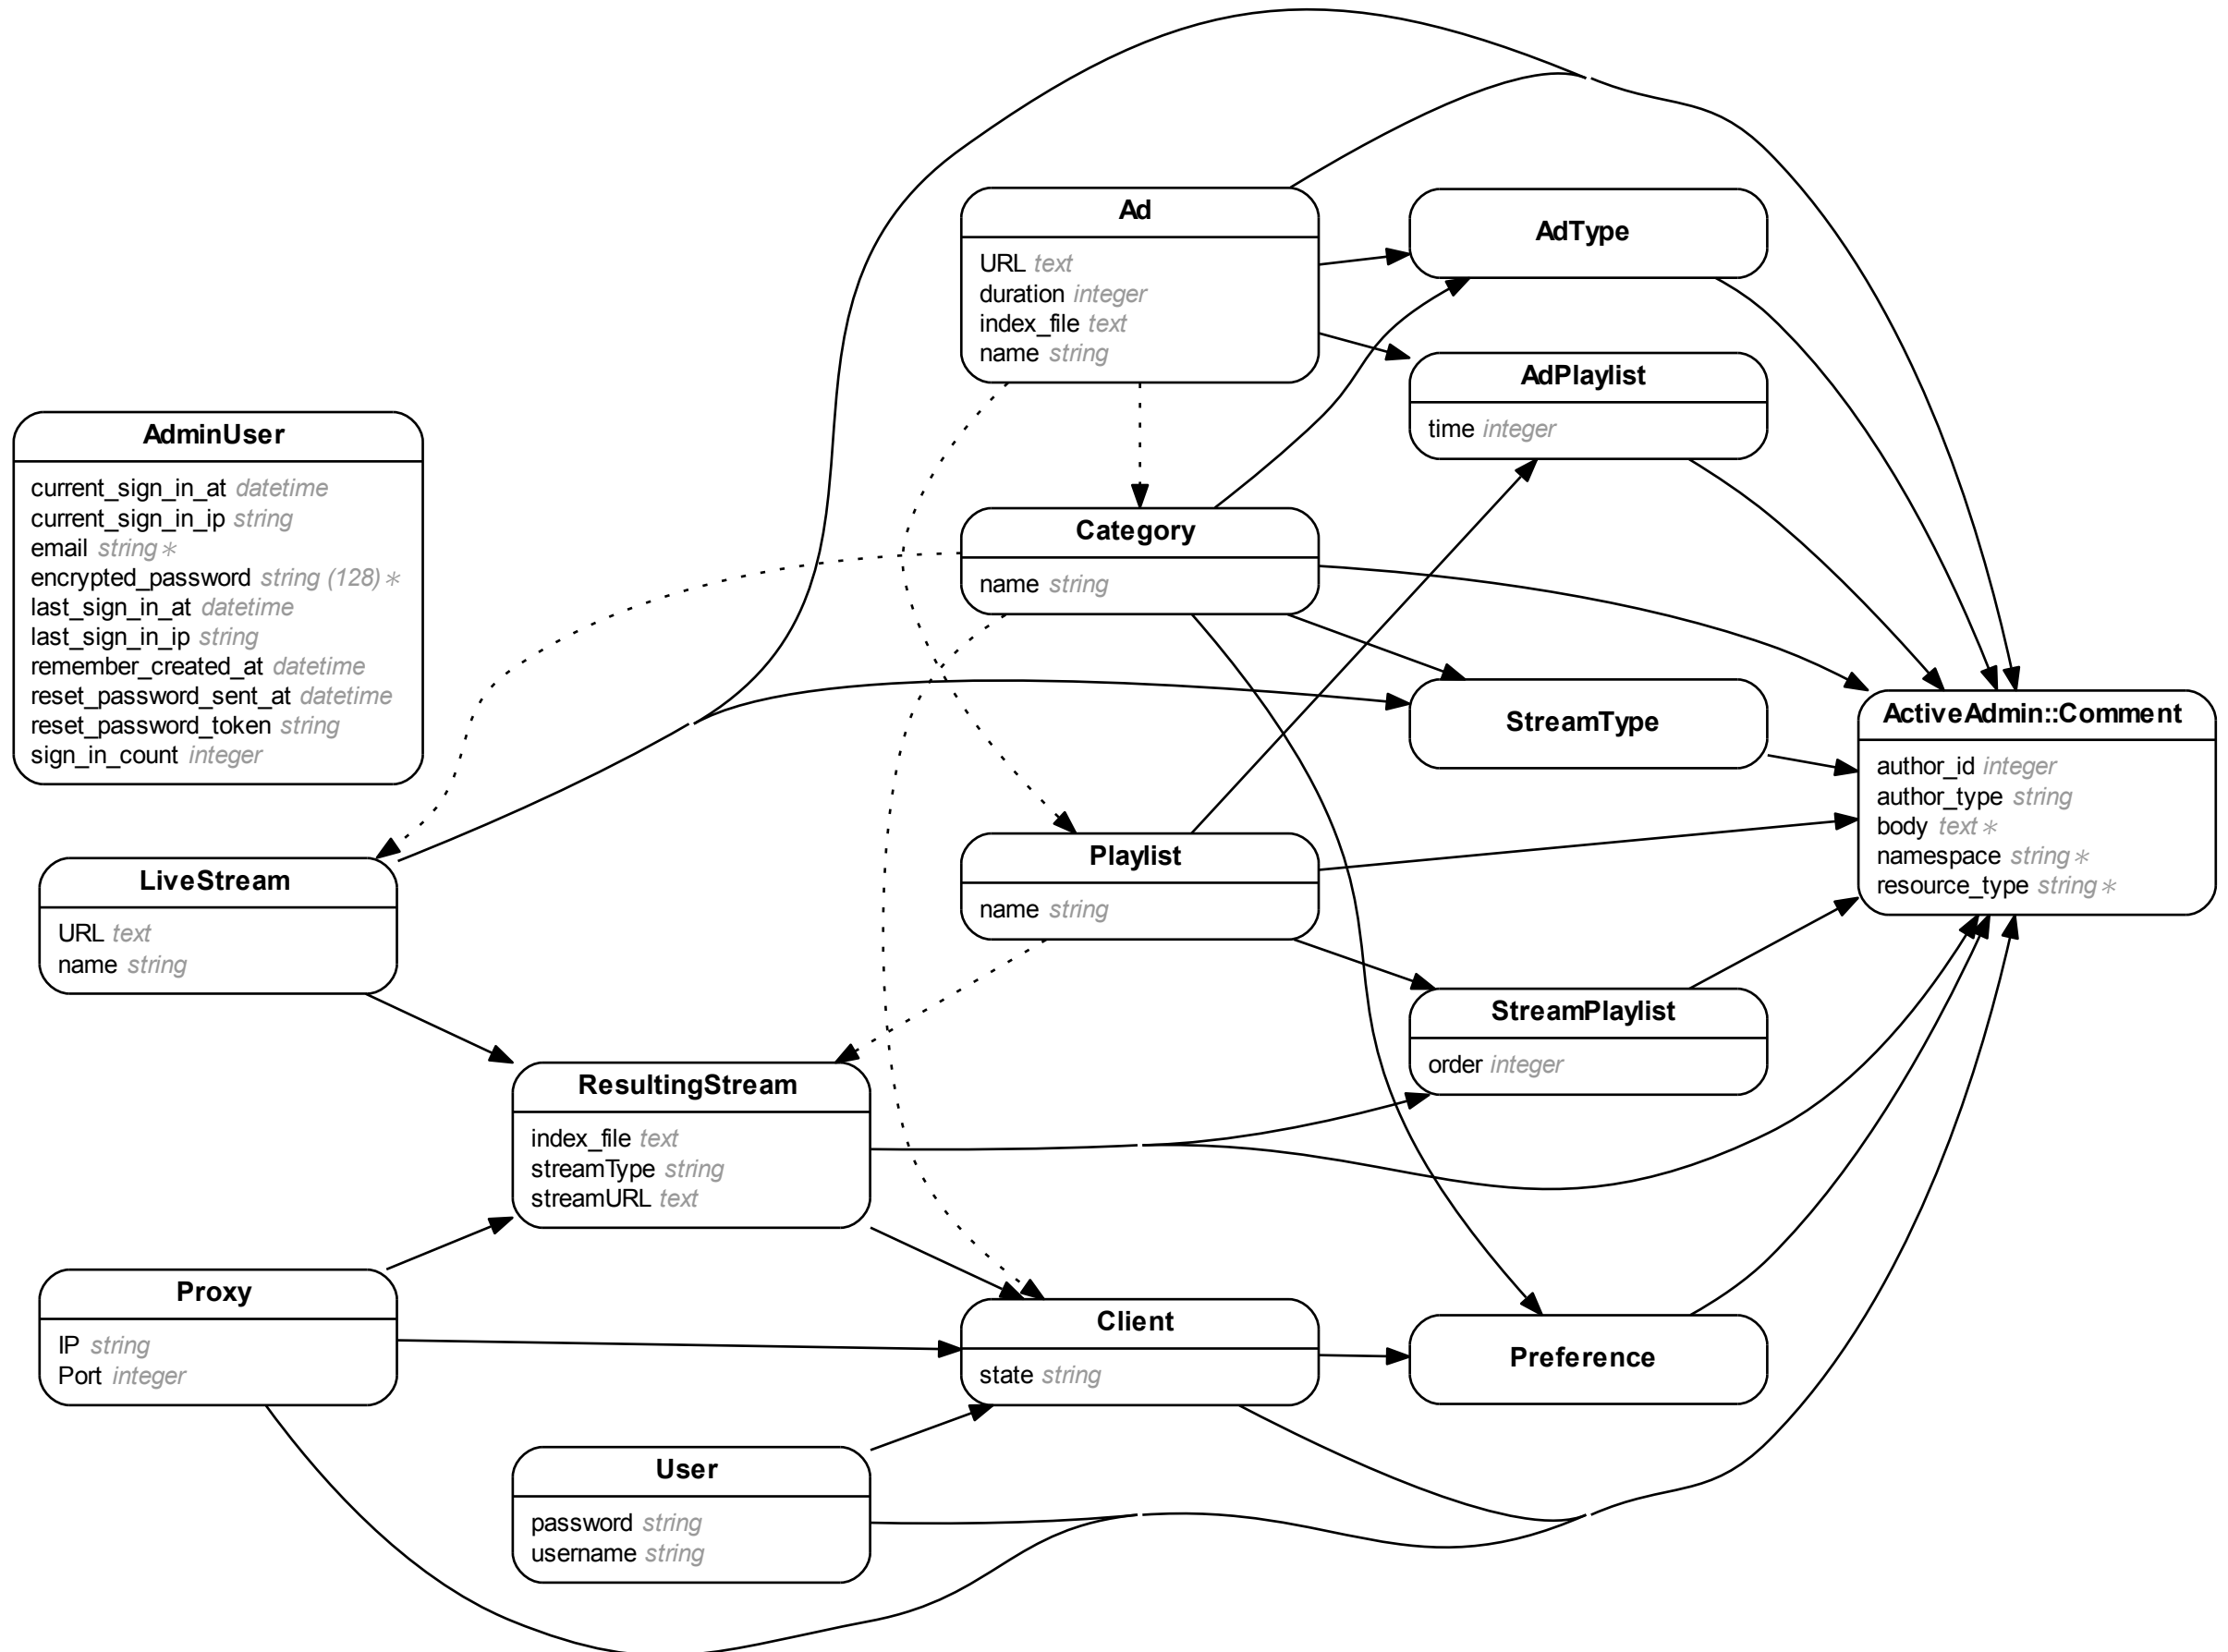 Ad
URL text
duration integer
index_file text
name string
AdType
AdPlaylist
time integer
AdminUser
current_sign_in_at datetime
current_sign_in_ip string
email string ∗
encrypted_password string (128) ∗
last_sign_in_at datetime
last_sign_in_ip string
remember_created_at datetime
reset_password_sent_at datetime
reset_password_token string
sign_in_count integer
Category
name string
StreamType
ActiveAdmin::Comment
author_id integer
author_type string
body text ∗
namespace string ∗
resource_type string ∗
LiveStream
URL text
name string
Playlist
name string
StreamPlaylist
order integer
ResultingStream
index_file text
streamType string
streamURL text
Proxy
IP string
Port integer
Client
state string
Preference
User
password string
username string